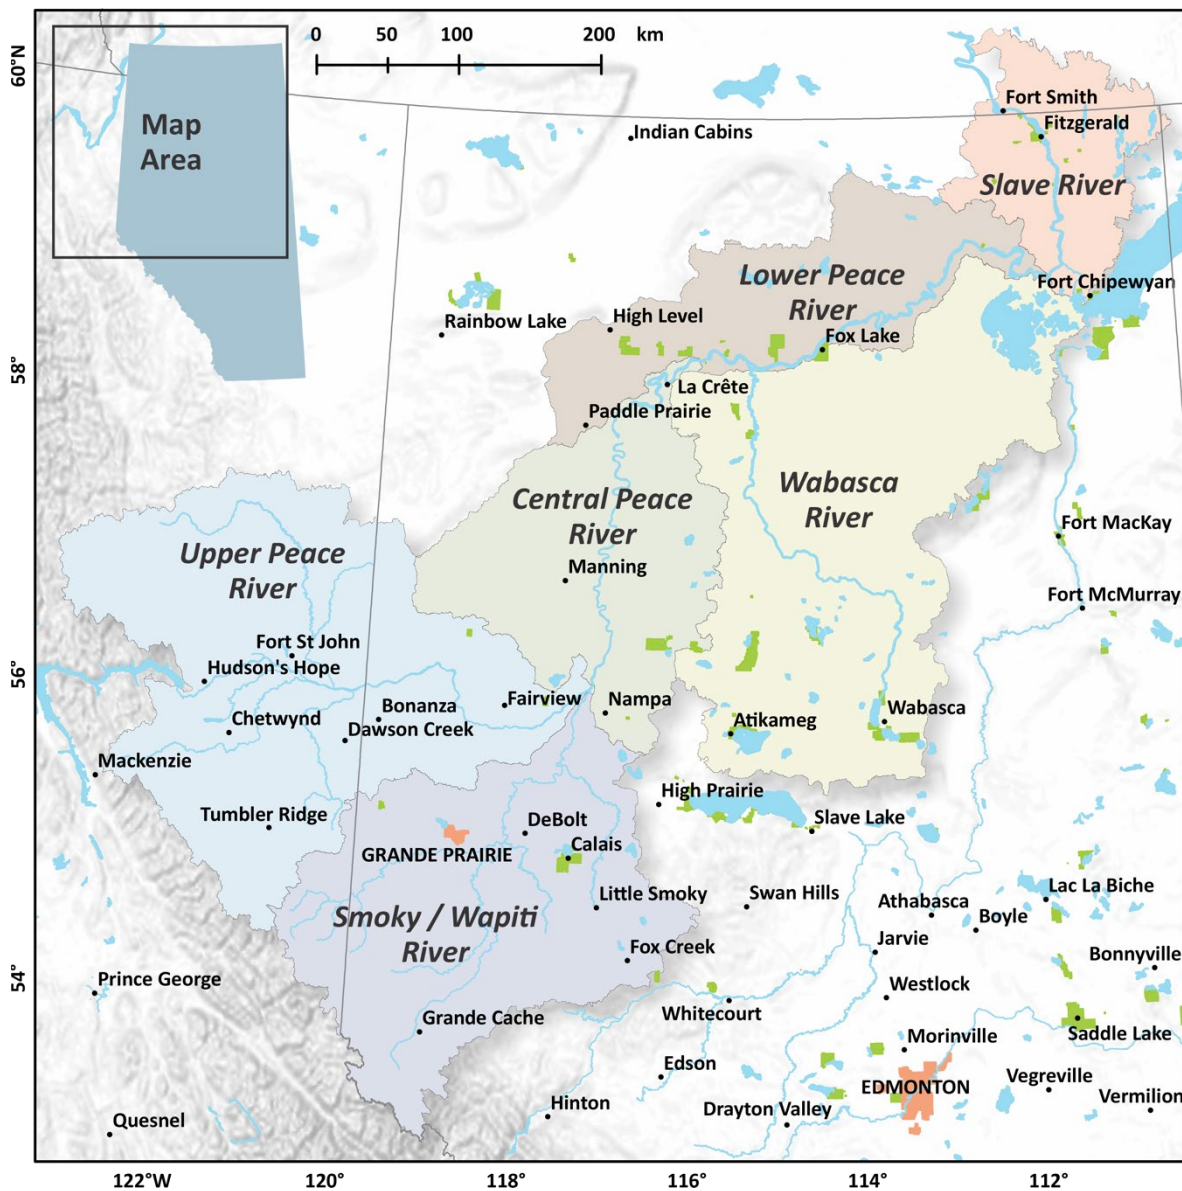 0 50 100 200 km
60°N
Map
Area
Indian Cabins
Fort Smith
Fitzgerald
Slave River
Lower Peace
River
Fort Chipewyan
Rainbow Lake
High Level
Fox Lake
58°
La Crête
Paddle Prairie
Central Peace
River
Wabasca
River
Upper Peace
River
Manning
Fort MacKay
Fort McMurray
56°
Fort St John
Hudson's Hope
Chetwynd
Bonanza
Dawson Creek
Fairview
Nampa
Atikameg
Wabasca
Mackenzie
High Prairie
Slave Lake
Tumbler Ridge
DeBolt
GRANDE PRAIRIE
Calais
Little Smoky
Swan Hills
Lac La Biche
Athabasca
Boyle
Smoky / Wapiti
River
Fox Creek
Jarvie
Bonnyville
54°
Prince George
Westlock
Whitecourt
Grande Cache
Saddle Lake
Morinville
Edson
EDMONTON
Vegreville
Vermilion
Hinton
Drayton Valley
Quesnel
122°W 120° 118° 116° 114° 112°